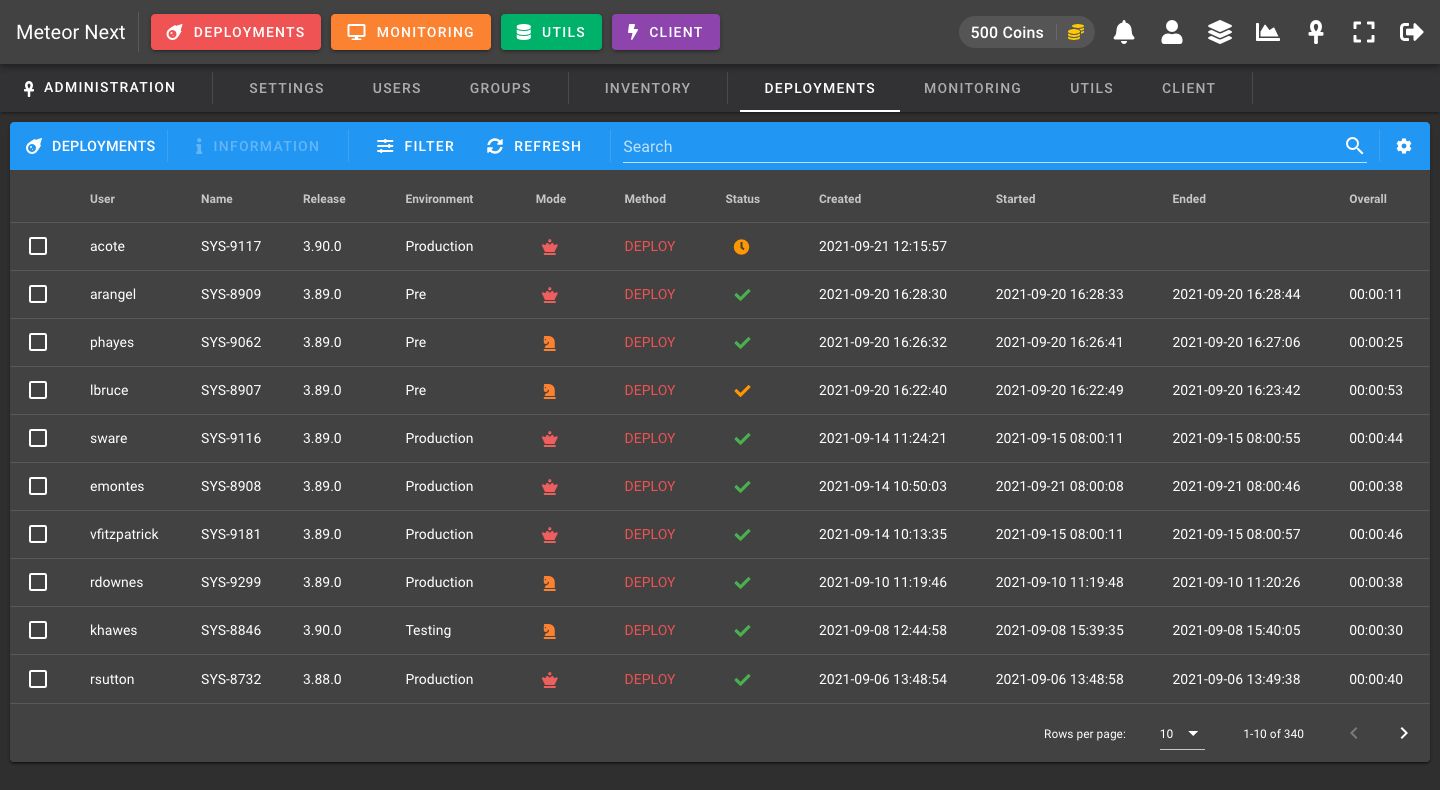 Meteor Next DEPLOYMENTS MONITORING UTILS CLIENT 500 Coins
ADMINISTRATION SETTINGS USERS GROUPS INVENTORY DEPLOYMENTS MONITORING UTILS CLIENT
DEPLOYMENTS INFORMATION FILTER REFRESH Search
User Name Release Environment Mode Method Status Created Started Ended Overall
acote SYS-9117 3.90.0 Production DEPLOY 2021-09-21 12:15:57
arangel SYS-8909 3.89.0 Pre DEPLOY 2021-09-20 16:28:30 2021-09-20 16:28:33 2021-09-20 16:28:44 00:00:11
phayes SYS-9062 3.89.0 Pre DEPLOY 2021-09-20 16:26:32 2021-09-20 16:26:41 2021-09-20 16:27:06 00:00:25
lbruce SYS-8907 3.89.0 Pre DEPLOY 2021-09-20 16:22:40 2021-09-20 16:22:49 2021-09-20 16:23:42 00:00:53
sware SYS-9116 3.89.0 Production DEPLOY 2021-09-14 11:24:21 2021-09-15 08:00:11 2021-09-15 08:00:55 00:00:44
emontes SYS-8908 3.89.0 Production DEPLOY 2021-09-14 10:50:03 2021-09-21 08:00:08 2021-09-21 08:00:46 00:00:38
vfitzpatrick SYS-9181 3.89.0 Production DEPLOY 2021-09-14 10:13:35 2021-09-15 08:00:11 2021-09-15 08:00:57 00:00:46
rdownes SYS-9299 3.89.0 Production DEPLOY 2021-09-10 11:19:46 2021-09-10 11:19:48 2021-09-10 11:20:26 00:00:38
khawes SYS-8846 3.90.0 Testing DEPLOY 2021-09-08 12:44:58 2021-09-08 15:39:35 2021-09-08 15:40:05 00:00:30
rsutton SYS-8732 3.88.0 Production DEPLOY 2021-09-06 13:48:54 2021-09-06 13:48:58 2021-09-06 13:49:38 00:00:40
Rows per page: 10 1-10 of 340